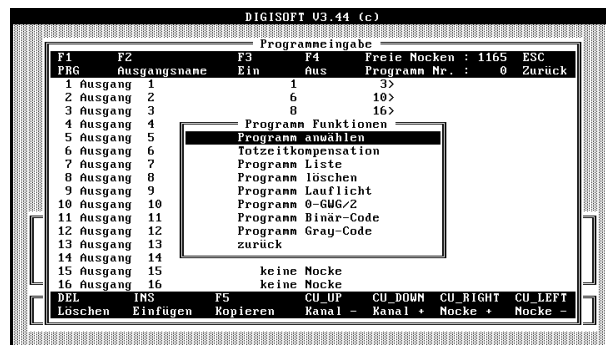 DIGISOFT V3.44 (c)
Programmeingabe
F1 F2 F3 F4 Freie Nocken : 1165 ESC
PRG Ausgangsname Ein Aus Programm Nr. : 0 Zurück
1 Ausgang 1 1 3>
2 Ausgang 2 6 10>
3 Ausgang 3 8 16>
4 Ausgang 4 Programm Funktionen
5 Ausgang 5 Programm anwählen
6 Ausgang 6 Totzeitkompensation
7 Ausgang 7 Programm Liste
8 Ausgang 8 Programm löschen
9 Ausgang 9 Programm Lauflicht
10 Ausgang 10 Programm 0-GWG/2
11 Ausgang 11 Programm Binär-Code
12 Ausgang 12 Programm Gray-Code
13 Ausgang 13 zurück
14 Ausgang 14
15 Ausgang 15 keine Nocke
16 Ausgang 16 keine Nocke
DEL INS F5 CU_UP CU_DOWN CU_RIGHT CU_LEFT
Löschen Einfügen Kopieren Kanal - Kanal + Nocke + Nocke -